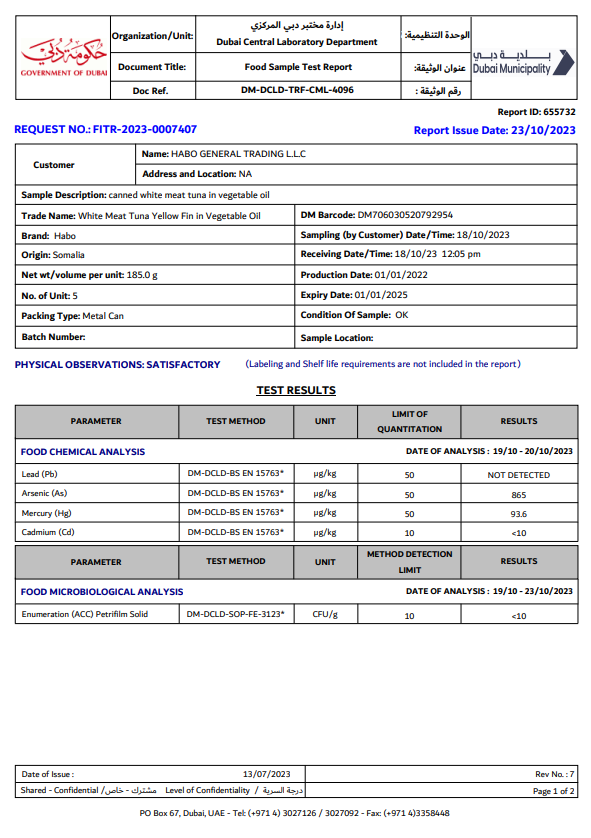 حكومة دبي
GOVERNMENT OF DUBAI
Organization/Unit:
إدارة مختبر دبي المركزي
Dubai Central Laboratory Department
الوحدة التنظيمية:
بلدية دبي
Dubai Municipality
Document Title: Food Sample Test Report عنوان الوثيقة:
Doc Ref. DM-DCLD-TRF-CML-4096 رقم الوثيقة :
Report ID: 655732
REQUEST NO.: FITR-2023-0007407 Report Issue Date: 23/10/2023
Customer
Name: HABO GENERAL TRADING L.L.C
Address and Location: NA
Sample Description: canned white meat tuna in vegetable oil
Trade Name: White Meat Tuna Yellow Fin in Vegetable Oil DM Barcode: DM706030520792954
Brand: Habo Sampling (by Customer) Date/Time: 18/10/2023
Origin: Somalia Receiving Date/Time: 18/10/23 12:05 pm
Net wt/volume per unit: 185.0 g Production Date: 01/01/2022
No. of Unit: 5 Expiry Date: 01/01/2025
Packing Type: Metal Can Condition Of Sample: OK
Batch Number: Sample Location:
PHYSICAL OBSERVATIONS: SATISFACTORY (Labeling and Shelf life requirements are not included in the report)
TEST RESULTS
PARAMETER TEST METHOD UNIT LIMIT OF QUANTITATION RESULTS
FOOD CHEMICAL ANALYSIS DATE OF ANALYSIS : 19/10 - 20/10/2023
Lead (Pb) DM-DCLD-BS EN 15763* µg/kg 50 NOT DETECTED
Arsenic (As) DM-DCLD-BS EN 15763* µg/kg 50 865
Mercury (Hg) DM-DCLD-BS EN 15763* µg/kg 50 93.6
Cadmium (Cd) DM-DCLD-BS EN 15763* µg/kg 10 <10
PARAMETER TEST METHOD UNIT METHOD DETECTION LIMIT RESULTS
FOOD MICROBIOLOGICAL ANALYSIS DATE OF ANALYSIS : 19/10 - 23/10/2023
Enumeration (ACC) Petrifilm Solid DM-DCLD-SOP-FE-3123* CFU/g 10 <10
Date of Issue : 13/07/2023 Rev No. : 7
Shared - Confidential /مشترك - خاص Level of Confidentiality / درجة السرية Page 1 of 2
PO Box 67, Dubai, UAE - Tel: (+971 4) 3027126 / 3027092 - Fax: (+971 4)3358448